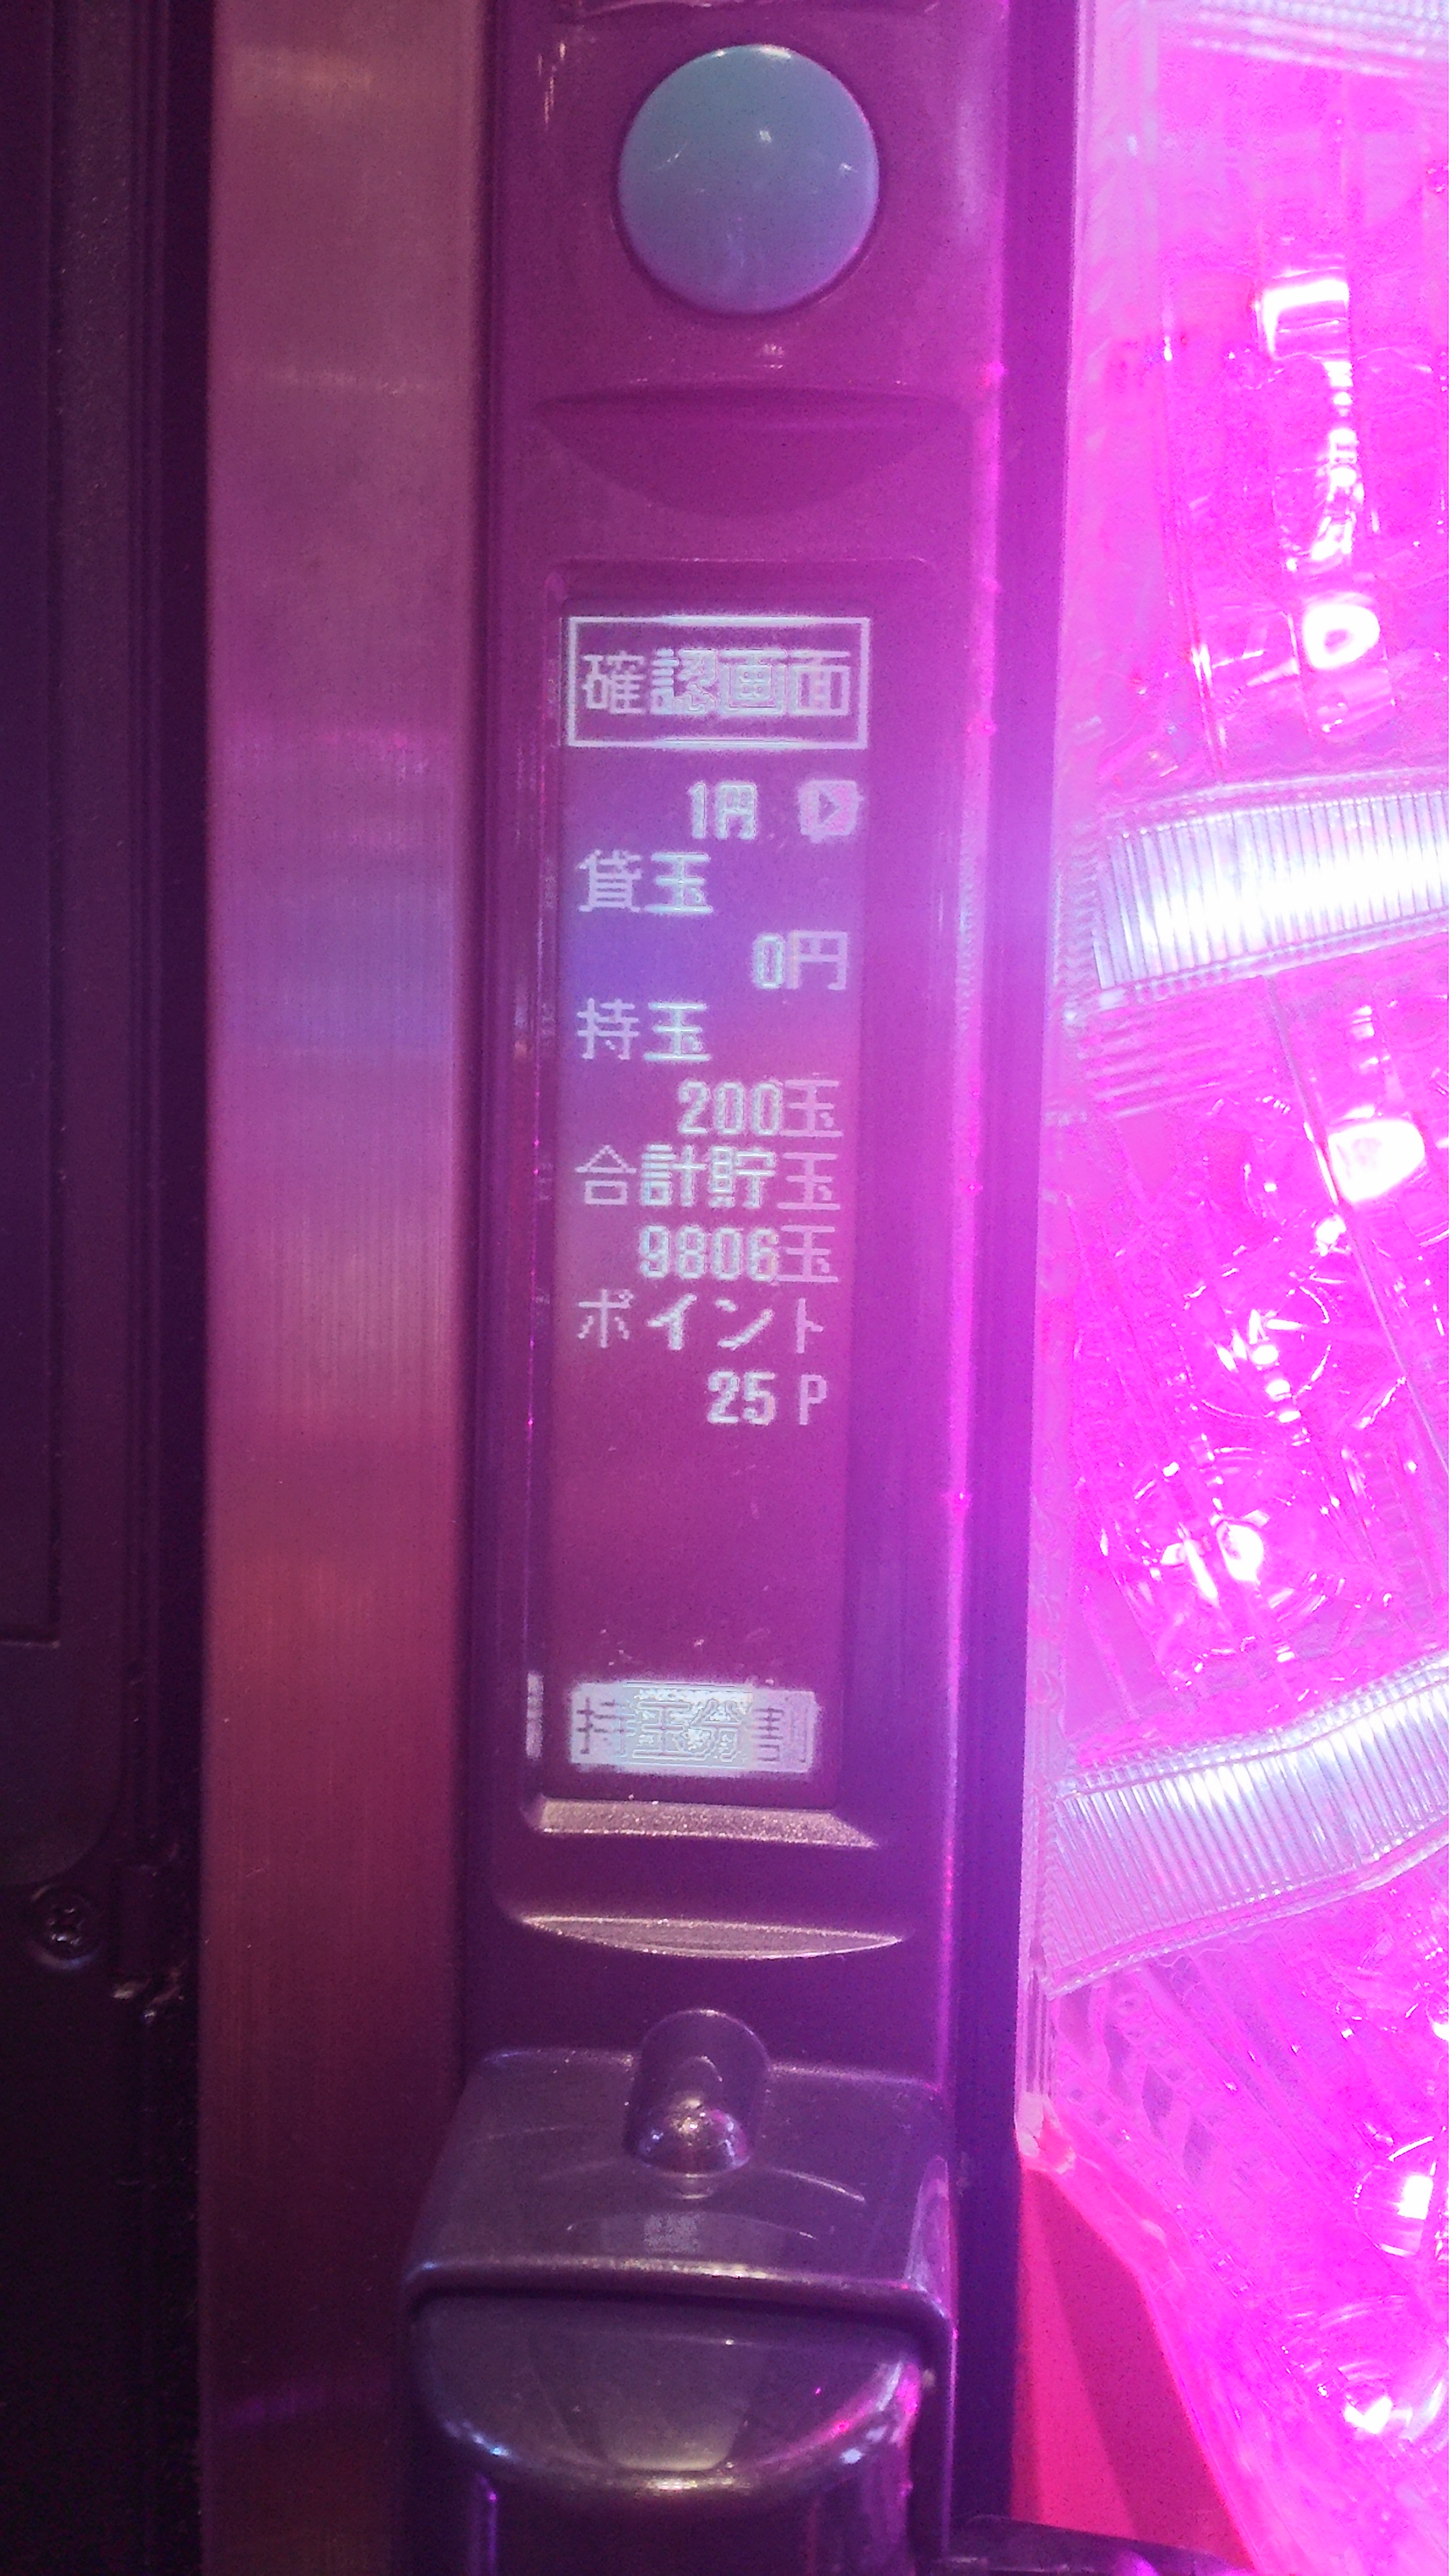 確認画面
1円
貸玉
0円
持玉
200玉
合計貯玉
9806玉
ポイント
25 P
持玉分割